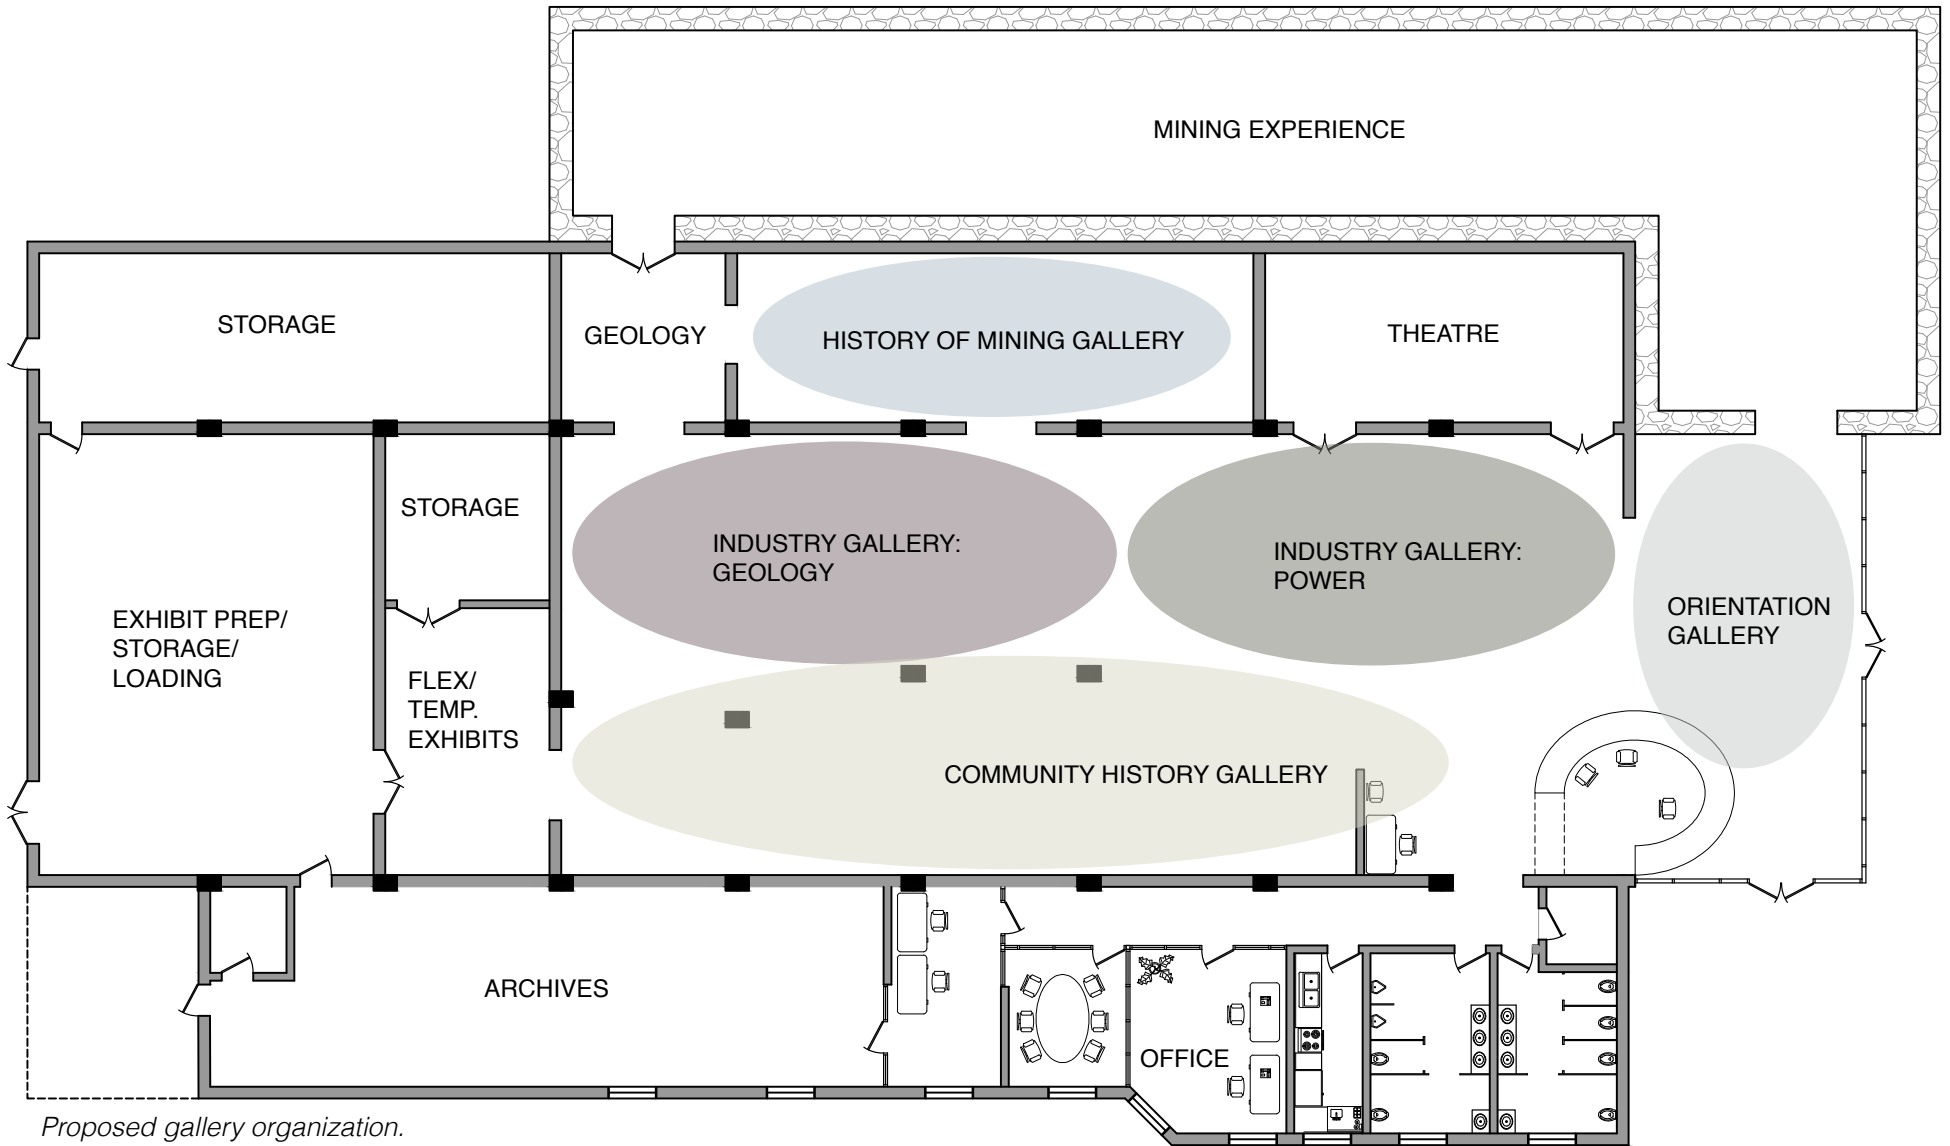 MINING EXPERIENCE
STORAGE
GEOLOGY
HISTORY OF MINING GALLERY
THEATRE
STORAGE
INDUSTRY GALLERY:
GEOLOGY
INDUSTRY GALLERY:
POWER
ORIENTATION
GALLERY
EXHIBIT PREP/
STORAGE/
LOADING
FLEX/
TEMP.
EXHIBITS
COMMUNITY HISTORY GALLERY
ARCHIVES
OFFICE
Proposed gallery organization.